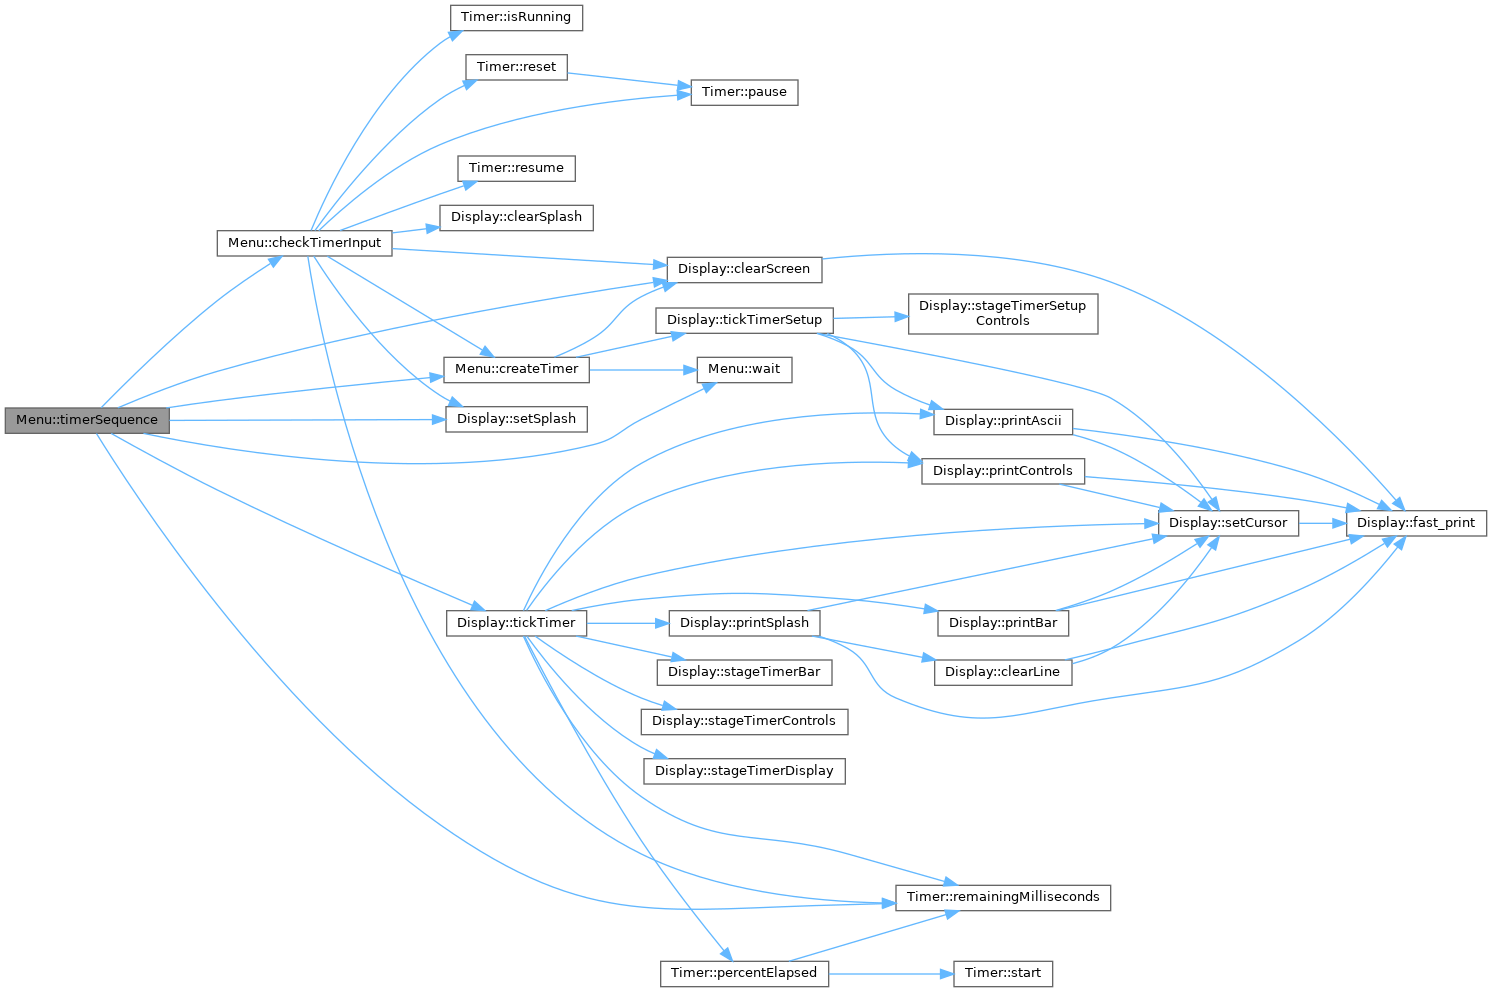 Timer::isRunning
Timer::reset
Timer::pause
Timer::resume
Display::clearSplash
Menu::checkTimerInput
Display::clearScreen
Display::stageTimerSetup
Controls
Display::tickTimerSetup
Menu::createTimer
Menu::wait
Menu::timerSequence
Display::setSplash
Display::printAscii
Display::printControls
Display::setCursor
Display::fast_print
Display::tickTimer
Display::printSplash
Display::printBar
Display::stageTimerBar
Display::clearLine
Display::stageTimerControls
Display::stageTimerDisplay
Timer::remainingMilliseconds
Timer::percentElapsed
Timer::start